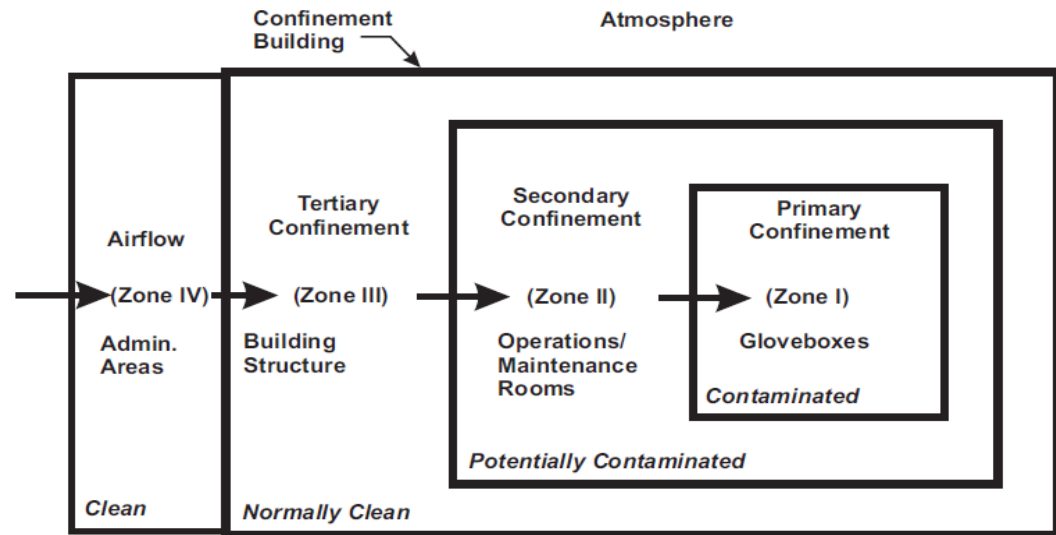 Confinement
Building
Atmosphere
Airflow
(Zone IV)
Admin.
Areas
Clean
Tertiary
Confinement
(Zone III)
Building
Structure
Normally Clean
Secondary
Confinement
(Zone II)
Operations/
Maintenance
Rooms
Potentially Contaminated
Primary
Confinement
(Zone I)
Gloveboxes
Contaminated